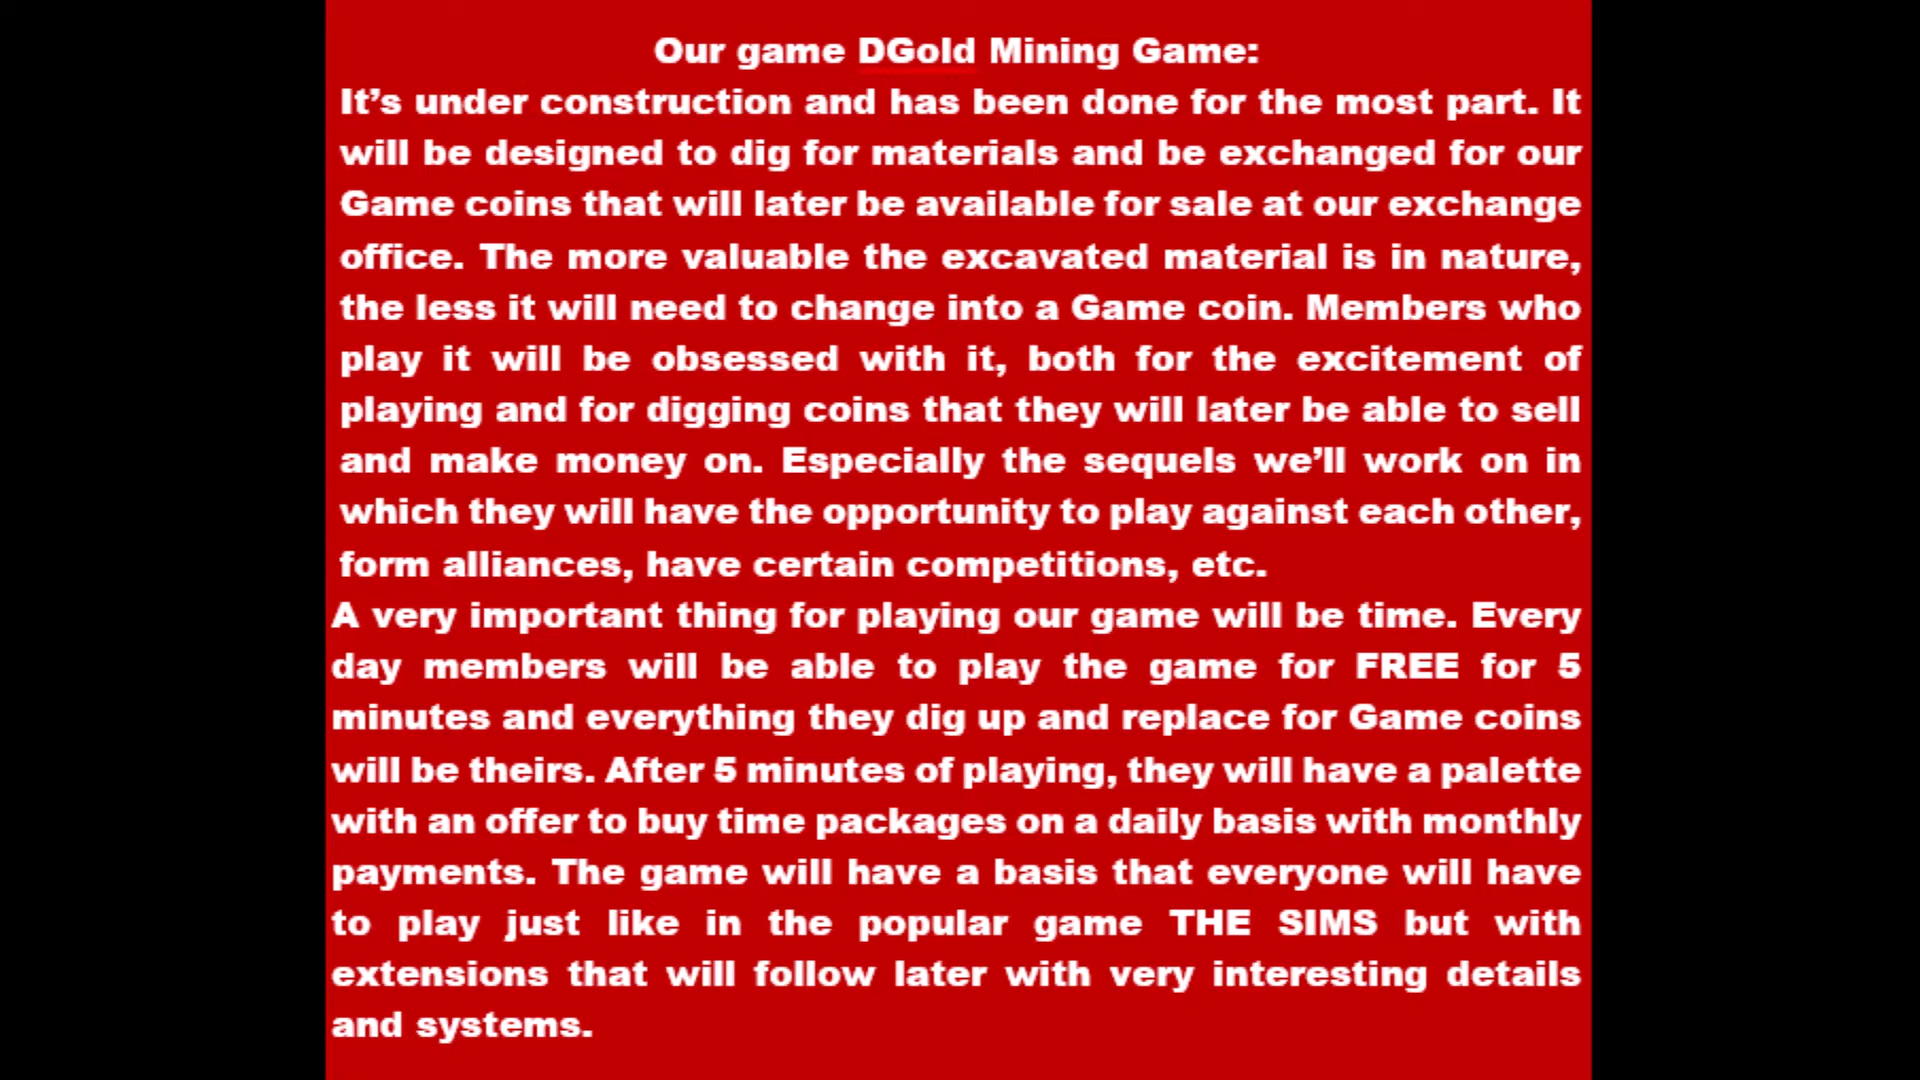 Our game DGold Mining Game:
It’s under construction and has been done for the most part. It
will be designed to dig for materials and be exchanged for our
Game coins that will later be available for sale at our exchange
office. The more valuable the excavated material is in nature,
the less it will need to change into a Game coin. Members who
play it will be obsessed with it, both for the excitement of
playing and for digging coins that they will later be able to sell
and make money on. Especially the sequels we’ll work on in
which they will have the opportunity to play against each other,
form alliances, have certain competitions, etc.
A very important thing for playing our game will be time. Every
day members will be able to play the game for FREE for 5
minutes and everything they dig up and replace for Game coins
will be theirs. After 5 minutes of playing, they will have a palette
with an offer to buy time packages on a daily basis with monthly
payments. The game will have a basis that everyone will have
to play just like in the popular game THE SIMS but with
extensions that will follow later with very interesting details
and systems.